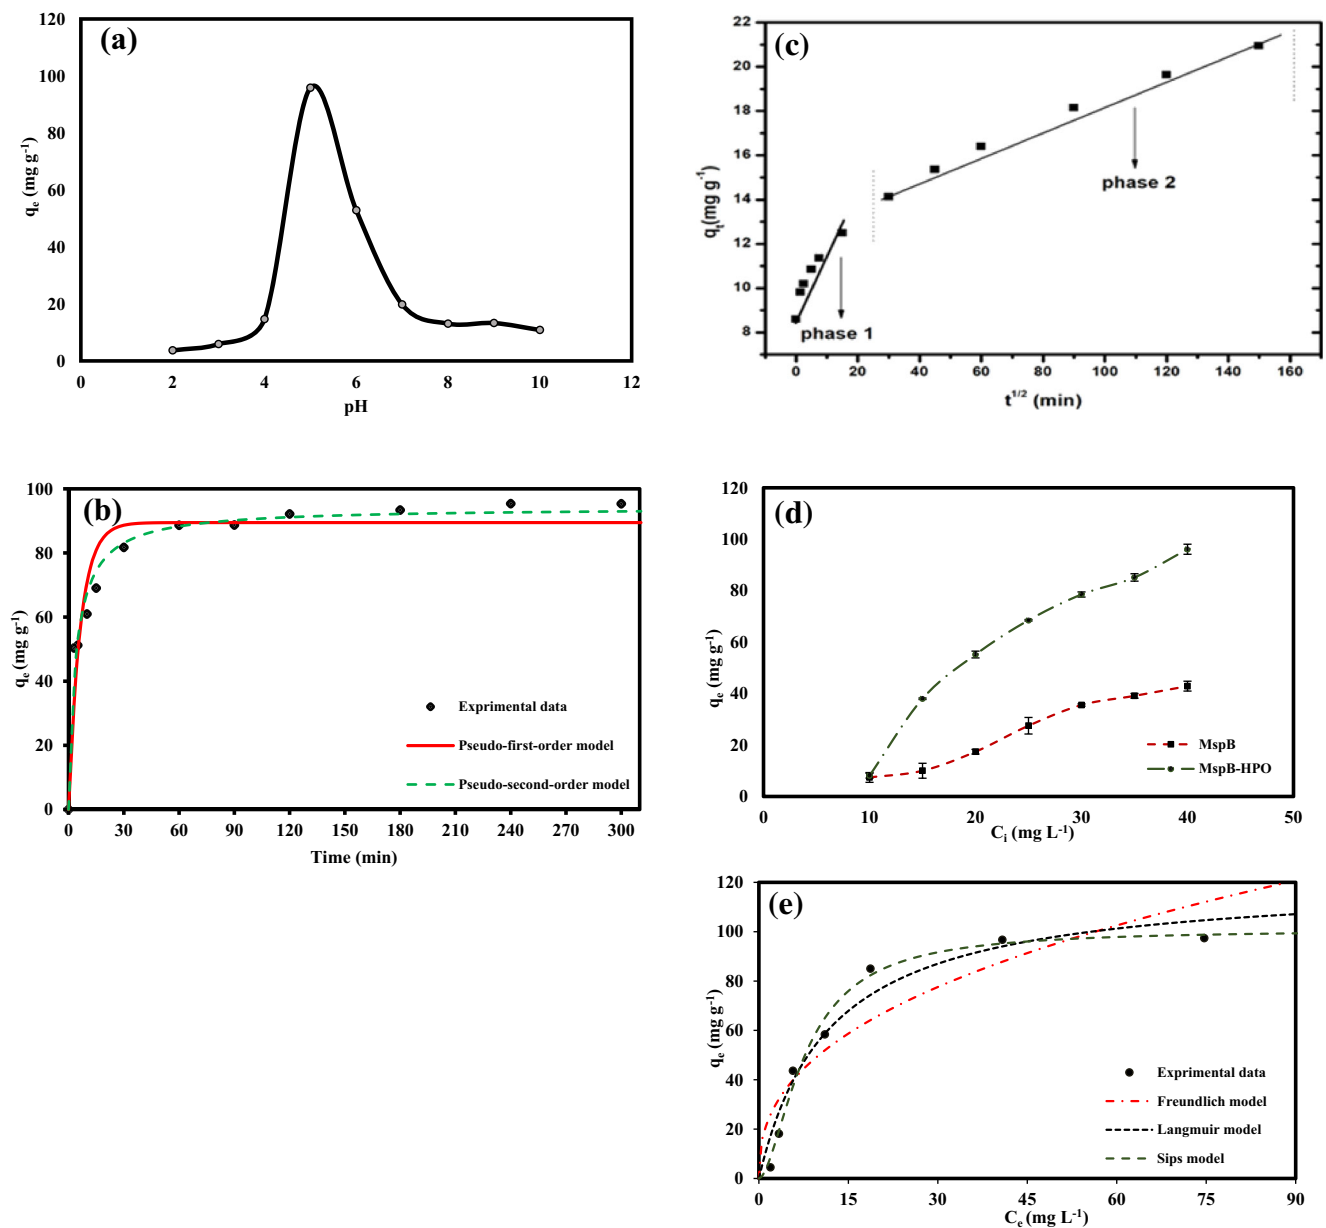 (a)
120
100
80
60
40
20
0
qe (mg g-1)
0 2 4 6 8 10 12
pH
(c)
22
20
18
16
14
12
10
8
qt(mg g-1)
phase 2
phase 1
0 20 40 60 80 100 120 140 160
t1/2 (min)
(b)
100
80
60
40
20
0
qe (mg g-1)
Exprimental data
Pseudo-first-order model
Pseudo-second-order model
0 30 60 90 120 150 180 210 240 270 300
Time (min)
(d)
120
100
80
60
40
20
0
qe (mg g-1)
MspB
MspB-HPO
0 10 20 30 40 50
Ci (mg L-1)
(e)
120
100
80
60
40
20
0
qe (mg g-1)
Exprimental data
Freundlich model
Langmuir model
Sips model
0 15 30 45 60 75 90
Ce (mg L-1)